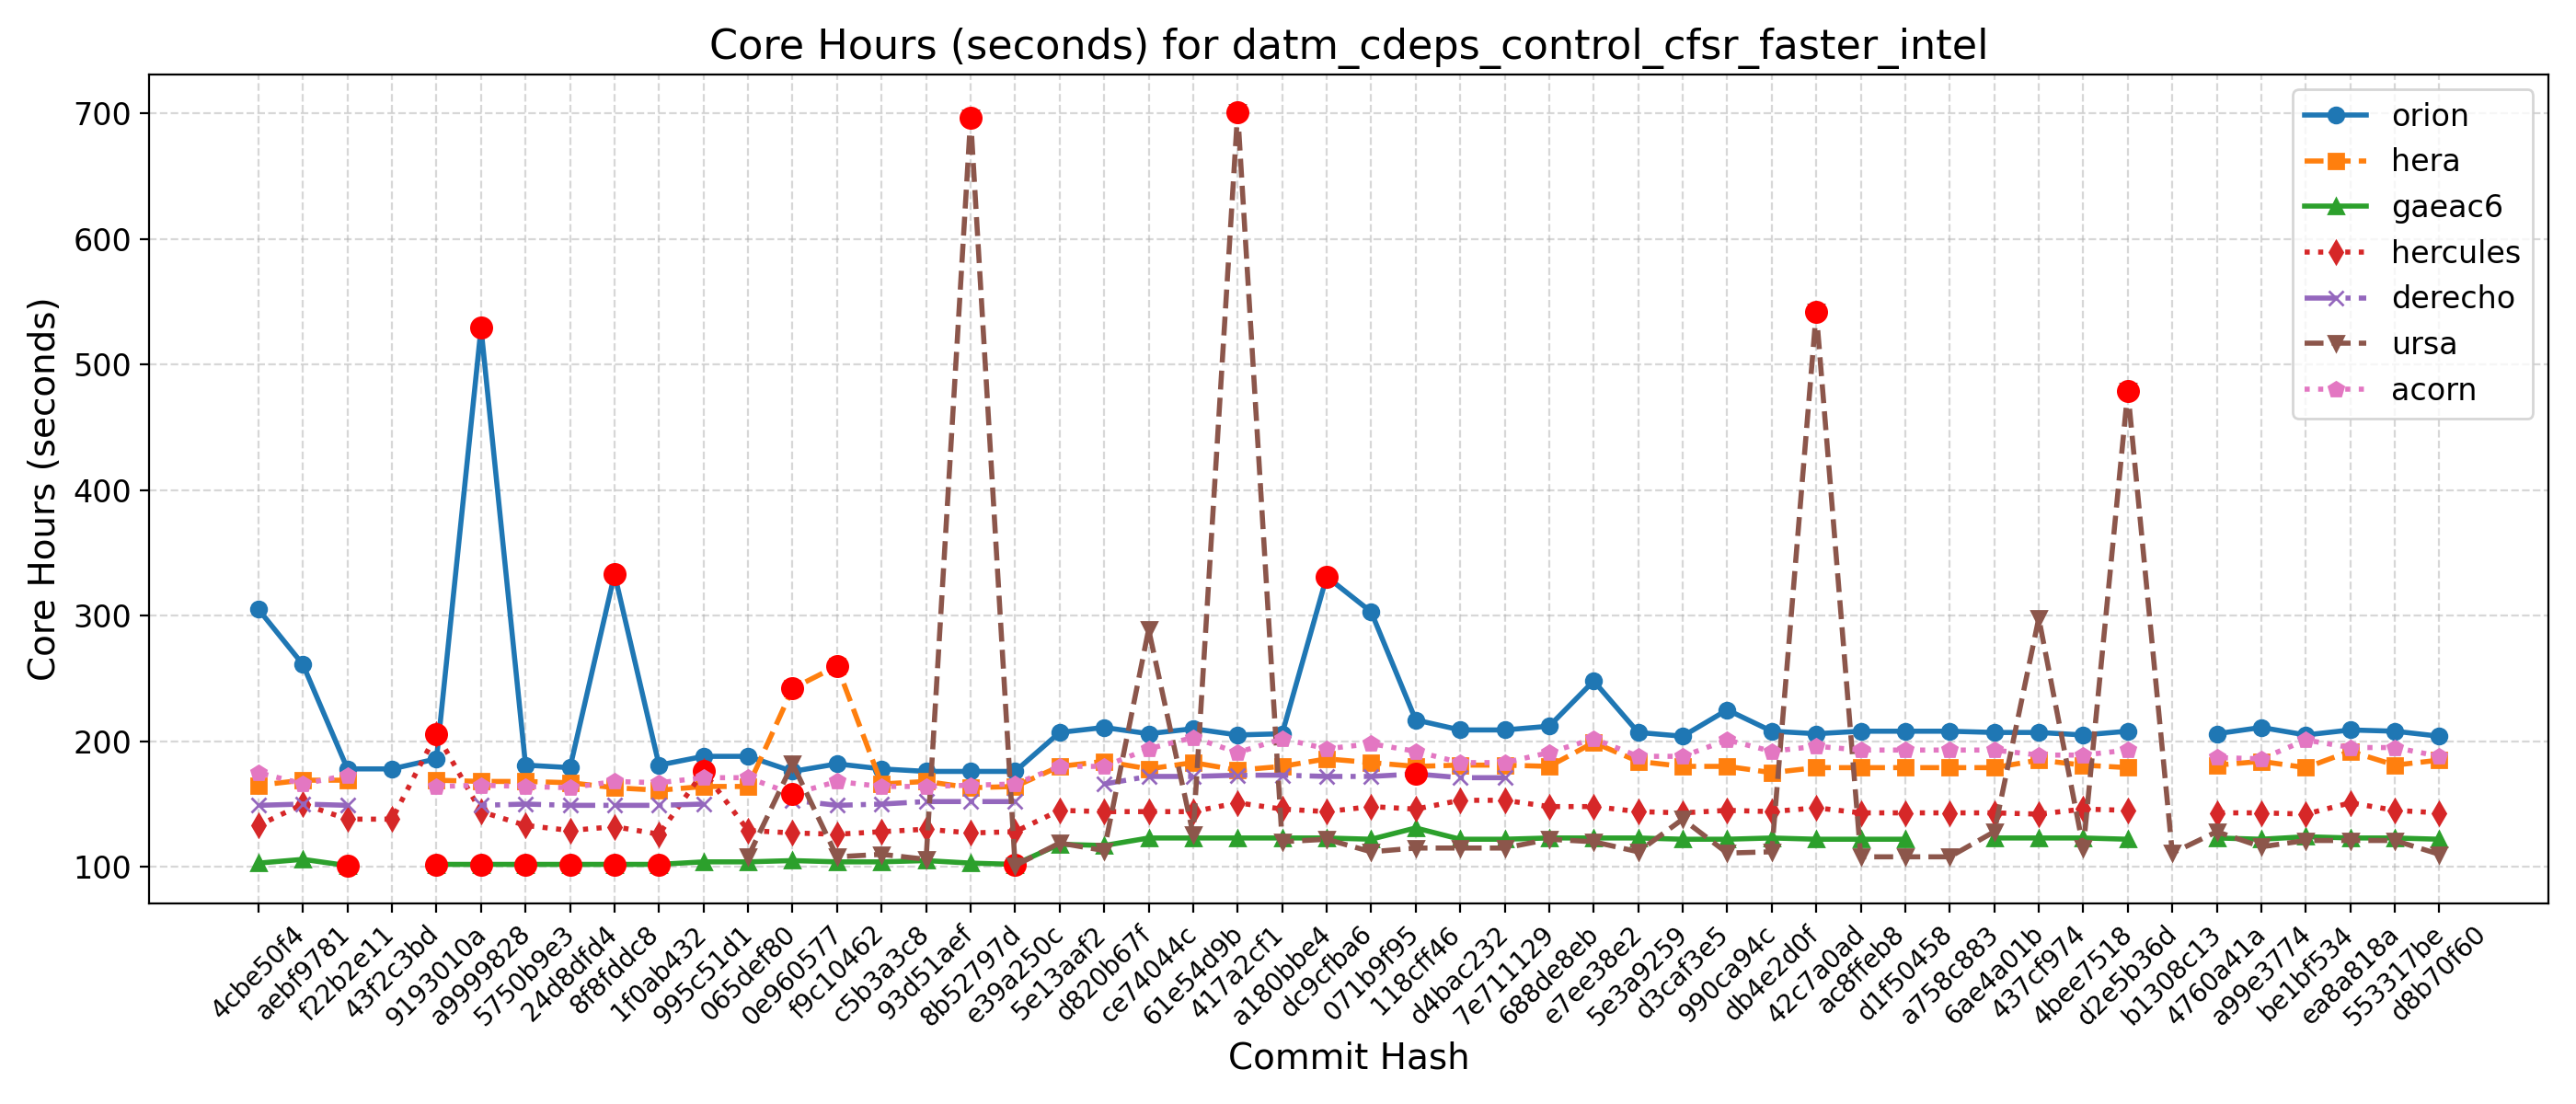 Core Hours (seconds) for datm_cdeps_control_cfsr_faster_intel
Core Hours (seconds)
700
600
500
400
300
200
100
orion
hera
gaeac6
hercules
derecho
ursa
acorn
4cbe50f4
aebf9781
f22b2e11
43f2c3bd
9193010a
a9999828
5750b9e3
24d8dfd4
8f8fddc8
1f0ab432
995c51d1
065def80
0e960577
f9c10462
c5b3a3c8
93d51aef
8b52797d
e39a250c
5e13aaf2
d820b67f
ce74044c
61e54d9b
417a2cf1
a180bbe4
dc9cfba6
071b9f95
118cff46
d4bac232
7e711129
688de8eb
e7ee38e2
5e3a9259
d3caf3e5
990ca94c
db4e2d0f
42c7a0ad
ac8ffeb8
d1f50458
a758c883
6ae4a01b
437cf974
4bee7518
d2e5b36d
b1308c13
4760a41a
a99e3774
be1bf534
ea8a818a
553317be
d8b70f60
Commit Hash